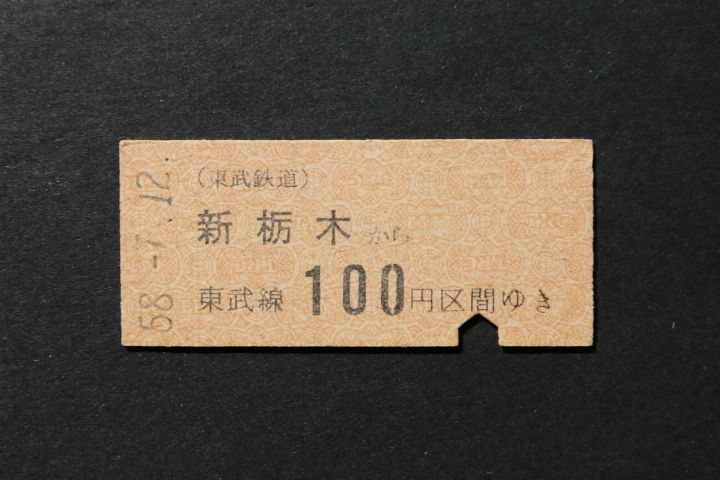 58-1.12.
(東武鉄道)
新栃木から
東武線 100円区間ゆき